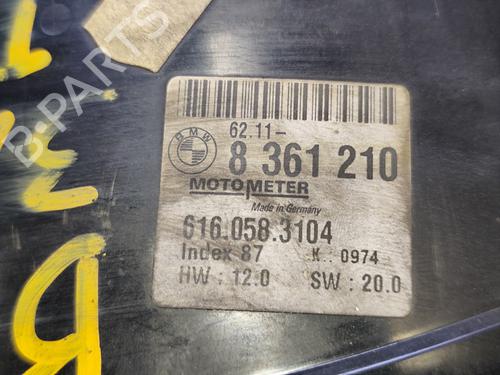 B-PARTS
BMW
62.11-
8 361 210
MOTOMETER
Made in Germany
616.058.3104
Index 87 K.: 0974
HW : 12.0 SW : 20.0